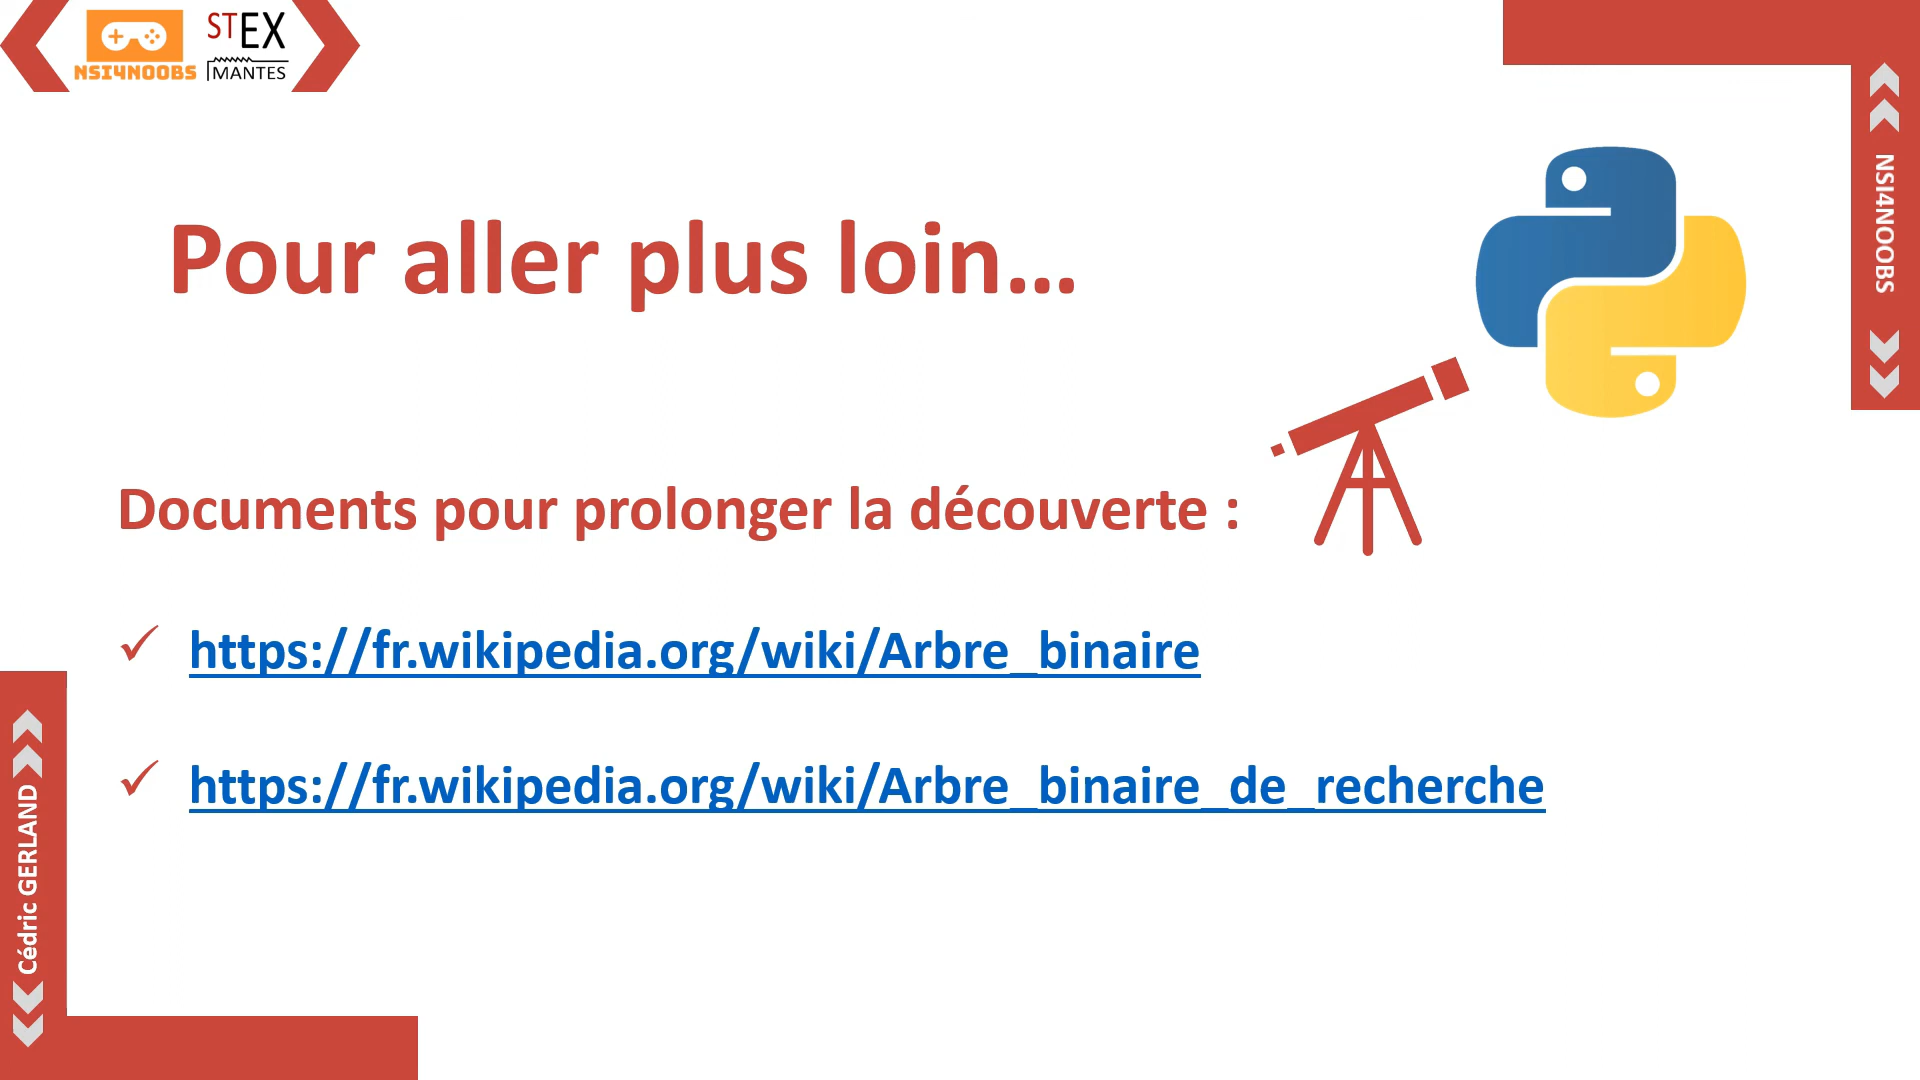 NSI4NOOBS
STEX
MANTES
NSI4NOOBS
Pour aller plus loin...
Documents pour prolonger la découverte :
https://fr.wikipedia.org/wiki/Arbre_binaire
https://fr.wikipedia.org/wiki/Arbre_binaire_de_recherche
Cédric GERLAND